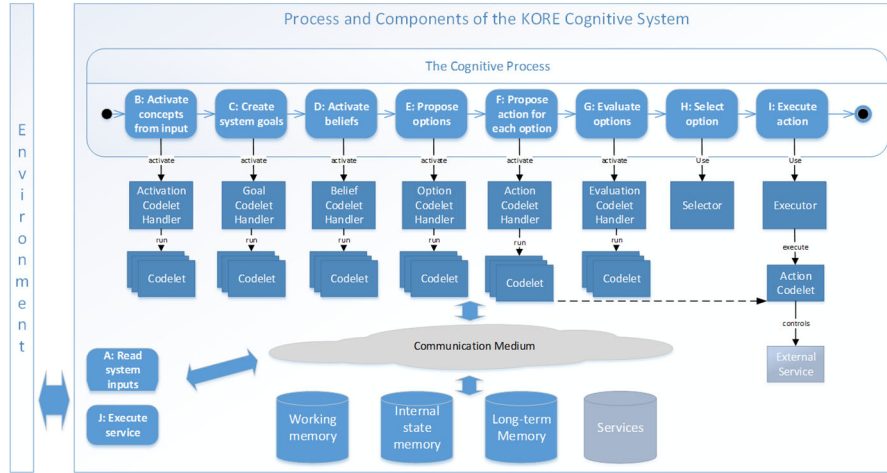 Process and Components of the KORE Cognitive System
The Cognitive Process
B: Activate
concepts
from input
C: Create
system goals
D: Activate
beliefs
E: Propose
options
F: Propose
action for
each option
G: Evaluate
options
H: Select
option
I: Execute
action
activate
activate
activate
activate
activate
activate
Use
Use
Activation
Codelet
Handler
Goal
Codelet
Handler
Belief
Codelet
Handler
Option
Codelet
Handler
Action
Codelet
Handler
Evaluation
Codelet
Handler
Selector
Executor
run
run
run
run
run
run
execute
Codelet
Codelet
Codelet
Codelet
Codelet
Codelet
Action
Codelet
controls
External
Service
Communication Medium
Environment
A: Read
system
inputs
J: Execute
service
Working
memory
Internal
state
memory
Long-term
Memory
Services